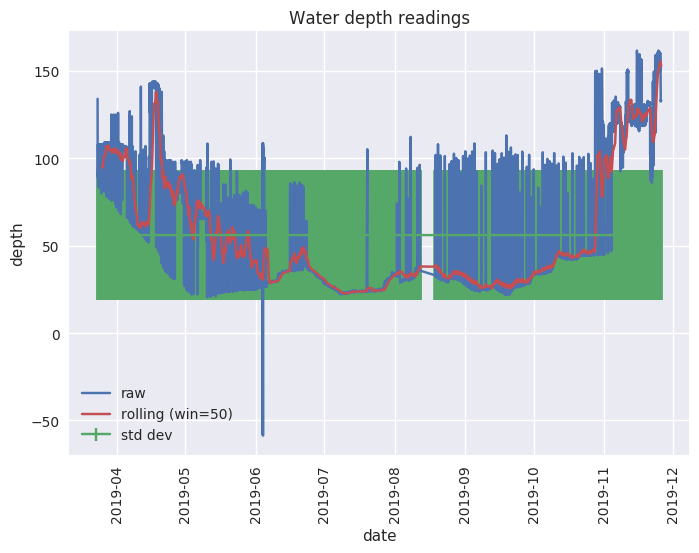 Water depth readings
150
100
50
0
−50
depth
raw
rolling (win=50)
std dev
2019-04
2019-05
2019-06
2019-07
2019-08
2019-09
2019-10
2019-11
2019-12
date